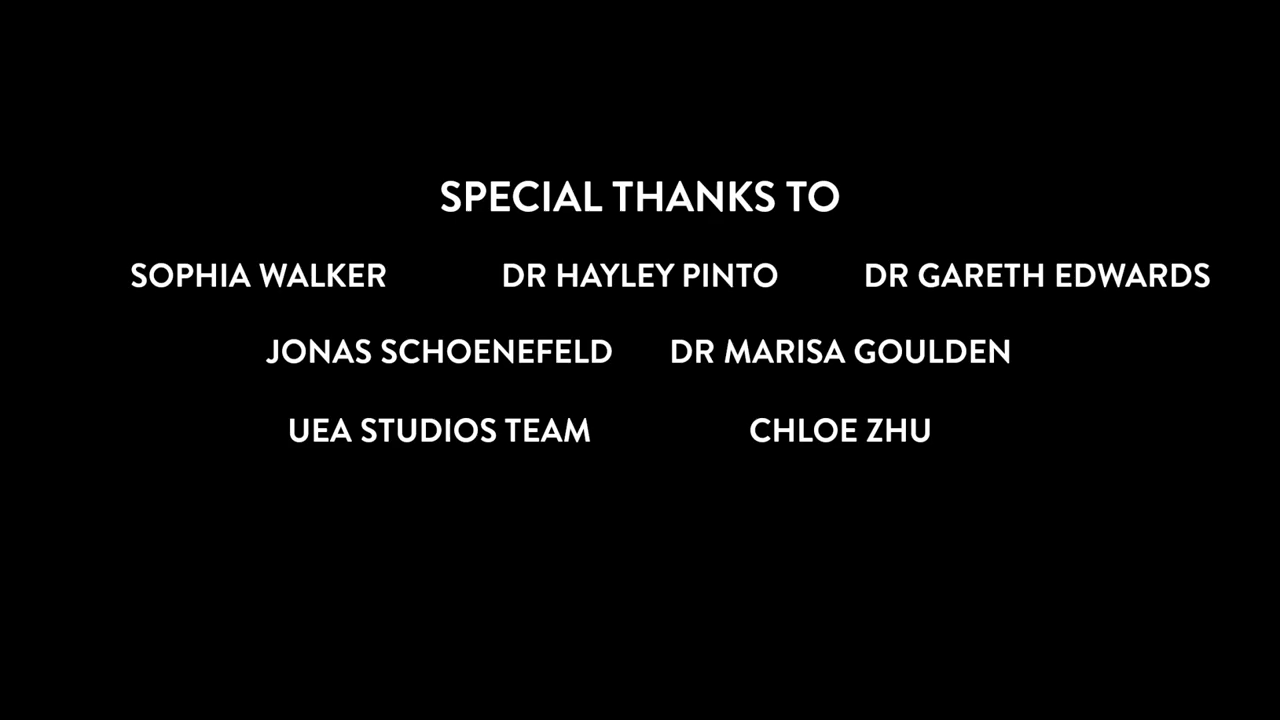 SPECIAL THANKS TO
SOPHIA WALKER DR HAYLEY PINTO DR GARETH EDWARDS
JONAS SCHOENEFELD DR MARISA GOULDEN
UEA STUDIOS TEAM CHLOE ZHU